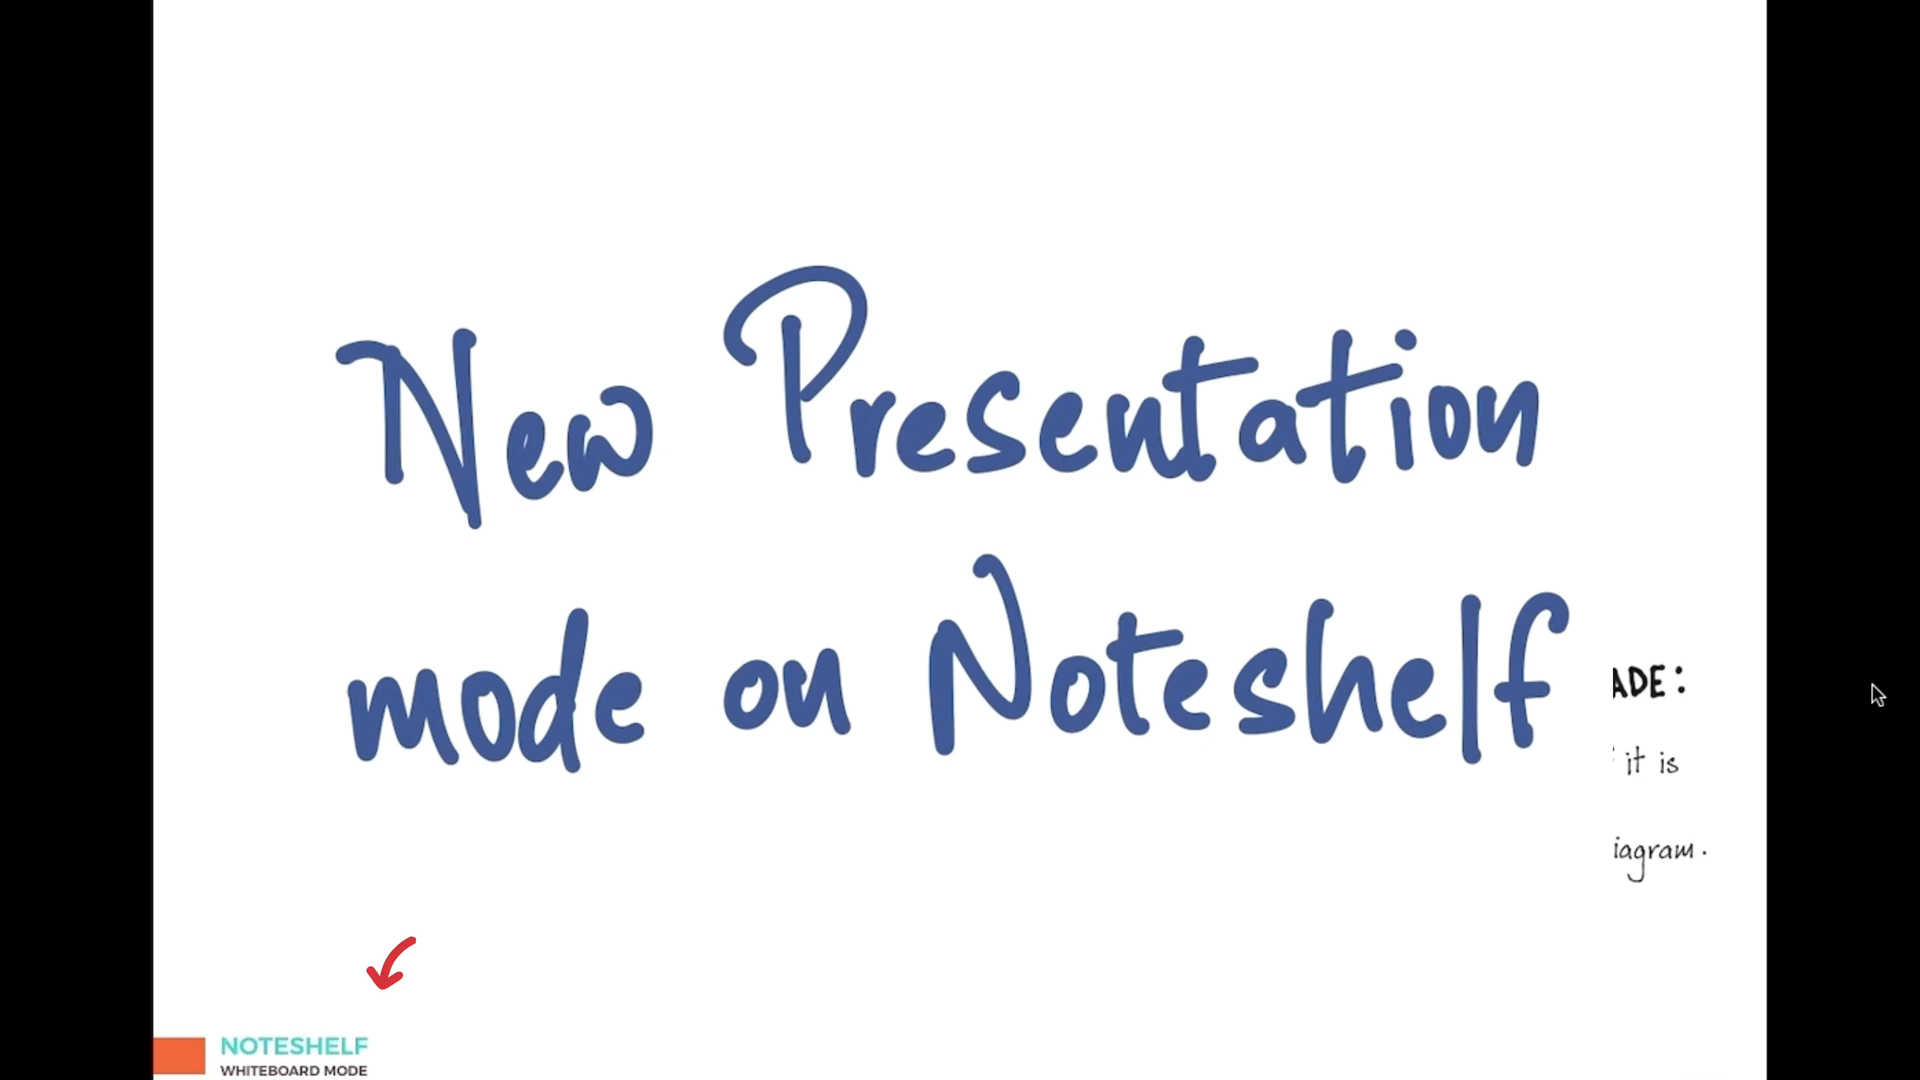 New Presentation
mode on Noteshelf
ADE:
it is
iagram.
NOTESHELF
WHITEBOARD MODE